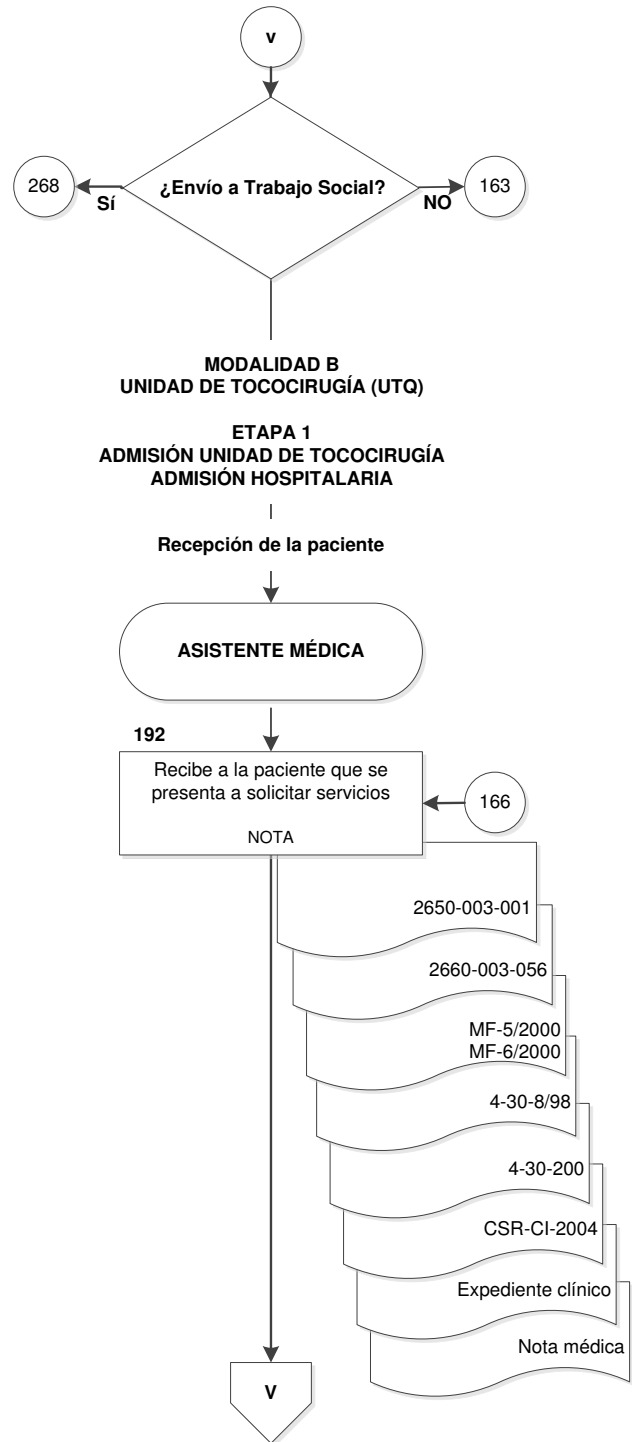 v
¿Envío a Trabajo Social?
268
Sí
NO
163
MODALIDAD B
UNIDAD DE TOCOCIRUGÍA (UTQ)
ETAPA 1
ADMISIÓN UNIDAD DE TOCOCIRUGÍA
ADMISIÓN HOSPITALARIA
Recepción de la paciente
ASISTENTE MÉDICA
192
Recibe a la paciente que se
presenta a solicitar servicios
NOTA
166
2650-003-001
2660-003-056
MF-5/2000
MF-6/2000
4-30-8/98
4-30-200
CSR-CI-2004
Expediente clínico
Nota médica
V